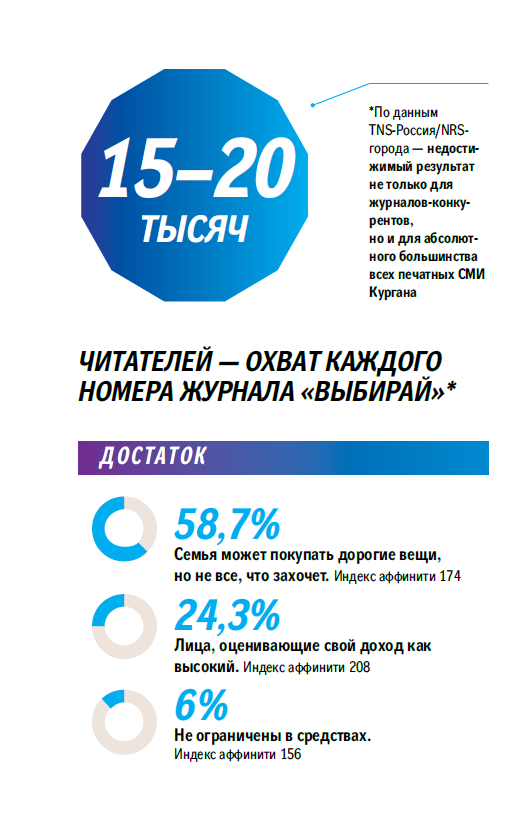 15–20
ТЫСЯЧ
*По данным
TNS-Россия/NRS-
города — недости-
жимый результат
не только для
журналов-конку-
рентов,
но и для абсолют-
ного большинства
всех печатных СМИ
Кургана
ЧИТАТЕЛЕЙ — ОХВАТ КАЖДОГО
НОМЕРА ЖУРНАЛА «ВЫБИРАЙ»*
ДОСТАТОК
58,7%
Семья может покупать дорогие вещи,
но не все, что захочет. Индекс аффинити 174
24,3%
Лица, оценивающие свой доход как
высокий. Индекс аффинити 208
6%
Не ограничены в средствах.
Индекс аффинити 156